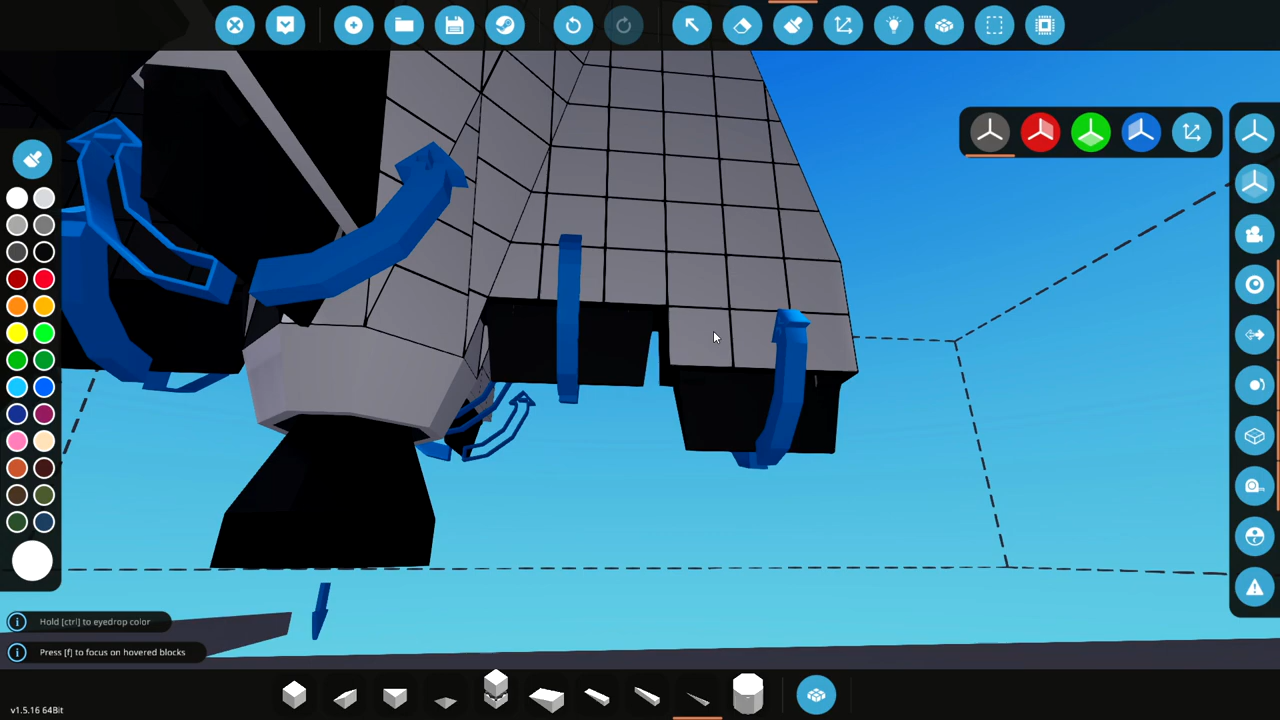 Hold [ctrl] to eyedrop color
Press [f] to focus on hovered blocks
v1.5.16 64Bit